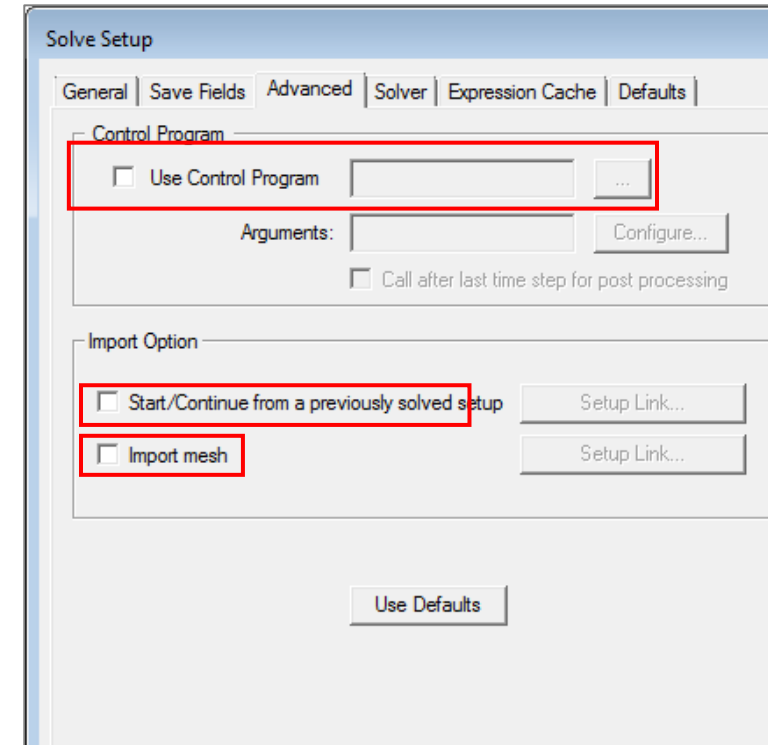 Solve Setup
General Save Fields Advanced Solver Expression Cache Defaults
Control Program
Use Control Program ...
Arguments: Configure...
Call after last time step for post processing
Import Option
Start/Continue from a previously solved setup Setup Link...
Import mesh Setup Link...
Use Defaults